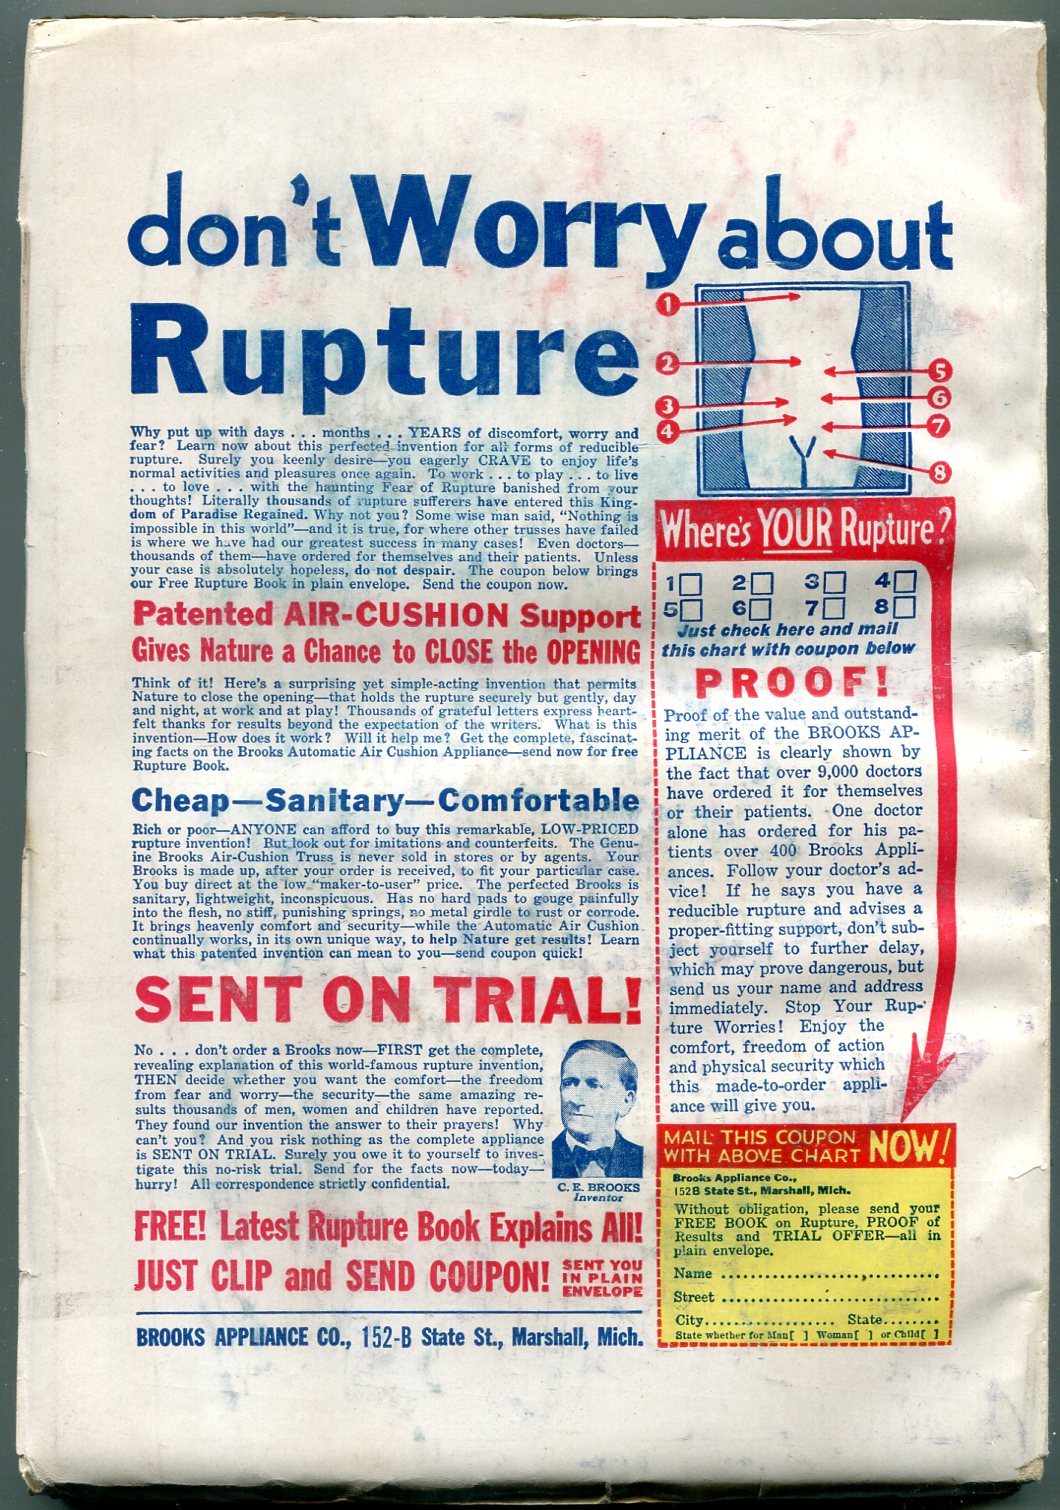 don't Worry about
Rupture
Why put up with days . . . months . . . YEARS of discomfort, worry and
fear? Learn now about this perfected invention for all forms of reducible
rupture. Surely you keenly desire—you eagerly CRAVE to enjoy life's
normal activities and pleasures once again. To work . . . to play . . . to live
. . . to love . . . with the haunting Fear of Rupture banished from your
thoughts! Literally thousands of rupture sufferers have entered this King-
dom of Paradise Regained. Why not you? Some wise man said, "Nothing is
impossible in this world"—and it is true, for where other trusses have failed
is where we have had our greatest success in many cases! Even doctors—
thousands of them—have ordered for themselves and their patients. Unless
your case is absolutely hopeless, do not despair. The coupon below brings
our Free Rupture Book in plain envelope. Send the coupon now.
Patented AIR-CUSHION Support
Gives Nature a Chance to CLOSE the OPENING
Think of it! Here's a surprising yet simple-acting invention that permits
Nature to close the opening—that holds the rupture securely but gently, day
and night, at work and at play! Thousands of grateful letters express heart-
felt thanks for results beyond the expectation of the writers. What is this
invention—How does it work? Will it help me? Get the complete, fascinat-
ing facts on the Brooks Automatic Air Cushion Appliance—send now for free
Rupture Book.
Cheap—Sanitary—Comfortable
Rich or poor—ANYONE can afford to buy this remarkable, LOW-PRICED
rupture invention! But look out for imitations and counterfeits. The Genu-
ine Brooks Air-Cushion Truss is never sold in stores or by agents. Your
Brooks is made up, after your order is received, to fit your particular case.
You buy direct at the low "maker-to-user" price. The perfected Brooks is
sanitary, lightweight, inconspicuous. Has no hard pads to gouge painfully
into the flesh, no stiff, punishing springs, no metal girdle to rust or corrode.
It brings heavenly comfort and security—while the Automatic Air Cushion
continually works, in its own unique way, to help Nature get results! Learn
what this patented invention can mean to you—send coupon quick!
SENT ON TRIAL!
No . . . don't order a Brooks now—FIRST get the complete,
revealing explanation of this world-famous rupture invention,
THEN decide whether you want the comfort—the freedom
from fear and worry—the security—the same amazing re-
sults thousands of men, women and children have reported.
They found our invention the answer to their prayers! Why
can't you? And you risk nothing as the complete appliance
is SENT ON TRIAL. Surely you owe it to yourself to inves-
tigate this no-risk trial. Send for the facts now—today—
hurry! All correspondence strictly confidential.
C. E. BROOKS
Inventor
FREE! Latest Rupture Book Explains All!
JUST CLIP and SEND COUPON!
SENT YOU
IN PLAIN
ENVELOPE
BROOKS APPLIANCE CO., 152-B State St., Marshall, Mich.
1
2
3
4
5
6
7
8
Where's YOUR Rupture?
1 2 3 4
5 6 7 8
Just check here and mail
this chart with coupon below
PROOF!
Proof of the value and outstand-
ing merit of the BROOKS AP-
PLIANCE is clearly shown by
the fact that over 9,000 doctors
have ordered it for themselves
or their patients. One doctor
alone has ordered for his pa-
tients over 400 Brooks Appli-
ances. Follow your doctor's ad-
vice! If he says you have a
reducible rupture and advises a
proper-fitting support, don't sub-
ject yourself to further delay,
which may prove dangerous, but
send us your name and address
immediately. Stop Your Rup-
ture Worries! Enjoy the
comfort, freedom of action
and physical security which
this made-to-order appli-
ance will give you.
MAIL THIS COUPON
WITH ABOVE CHART NOW!
Brooks Appliance Co.,
152B State St., Marshall, Mich.
Without obligation, please send your
FREE BOOK on Rupture, PROOF of
Results and TRIAL OFFER—all in
plain envelope.
Name ..............................
Street ..............................
City.................. State........
State whether for Man[ ] Woman[ ] or Child[ ]